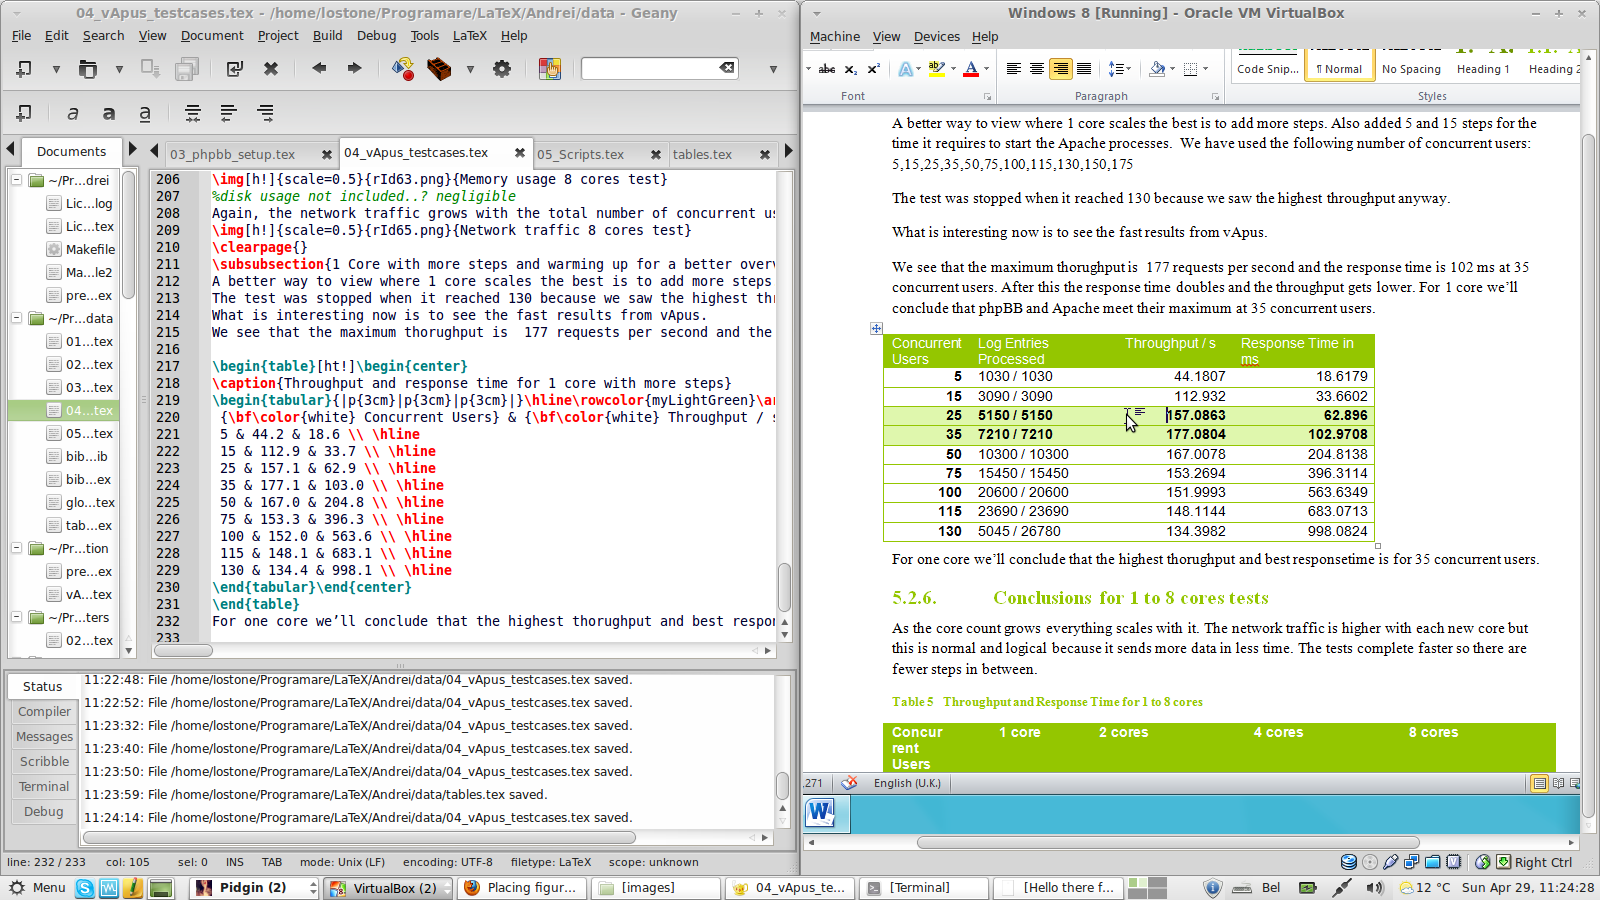 04_vApus_testcases.tex - /home/lostone/Programare/LaTeX/Andrei/data - Geany
File Edit Search View Document Project Build Debug Tools LaTeX Help
a a a
Documents
03_phpbb_setup.tex
04_vApus_testcases.tex
05_Scripts.tex
tables.tex
~/Pr...drei
Lic...log
Lic...tex
Makefile
Ma...le2
pre...ex
~/Pr...data
01...tex
02...tex
03...tex
04...tex
05...tex
bib...ib
bib...ex
glo...tex
tab...ex
~/Pr...tion
pre...ex
vA...tex
~/Pr...ters
02...tex
206 \img[h!]{scale=0.5}{rId63.png}{Memory usage 8 cores test}
207 %disk usage not included..? negligible
208 Again, the network traffic grows with the total number of concurrent us
209 \img[h!]{scale=0.5}{rId65.png}{Network traffic 8 cores test}
210 \clearpage{}
211 \subsubsection{1 Core with more steps and warming up for a better over
212 A better way to view where 1 core scales the best is to add more steps
213 The test was stopped when it reached 130 because we saw the highest th
214 What is interesting now is to see the fast results from vApus.
215 We see that the maximum thorughput is  177 requests per second and the
216
217 \begin{table}[ht!]\begin{center}
218 \caption{Throughput and response time for 1 core with more steps}
219 \begin{tabular}{|p{3cm}|p{3cm}|p{3cm}|}\hline\rowcolor{myLightGreen}\ar
220 {\bf\color{white} Concurrent Users} & {\bf\color{white} Throughput / s
221 5 & 44.2 & 18.6 \\ \hline
222 15 & 112.9 & 33.7 \\ \hline
223 25 & 157.1 & 62.9 \\ \hline
224 35 & 177.1 & 103.0 \\ \hline
225 50 & 167.0 & 204.8 \\ \hline
226 75 & 153.3 & 396.3 \\ \hline
227 100 & 152.0 & 563.6 \\ \hline
228 115 & 148.1 & 683.1 \\ \hline
229 130 & 134.4 & 998.1 \\ \hline
230 \end{tabular}\end{center}
231 \end{table}
232 For one core we’ll conclude that the highest thorughput and best respon
233
Status
Compiler
Messages
Scribble
Terminal
Debug
11:22:48: File /home/lostone/Programare/LaTeX/Andrei/data/04_vApus_testcases.tex saved.
11:22:52: File /home/lostone/Programare/LaTeX/Andrei/data/04_vApus_testcases.tex saved.
11:23:32: File /home/lostone/Programare/LaTeX/Andrei/data/04_vApus_testcases.tex saved.
11:23:40: File /home/lostone/Programare/LaTeX/Andrei/data/04_vApus_testcases.tex saved.
11:23:50: File /home/lostone/Programare/LaTeX/Andrei/data/04_vApus_testcases.tex saved.
11:23:59: File /home/lostone/Programare/LaTeX/Andrei/data/tables.tex saved.
11:24:14: File /home/lostone/Programare/LaTeX/Andrei/data/04_vApus_testcases.tex saved.
line: 232 / 233 col: 105 sel: 0 INS TAB mode: Unix (LF) encoding: UTF-8 filetype: LaTeX scope: unknown
Windows 8 [Running] - Oracle VM VirtualBox
Machine View Devices Help
abc x₂ x² A ab A
Code Snip... ¶ Normal No Spacing Heading 1 Heading 2
Font Paragraph Styles
A better way to view where 1 core scales the best is to add more steps. Also added 5 and 15 steps for the
time it requires to start the Apache processes. We have used the following number of concurrent users:
5,15,25,35,50,75,100,115,130,150,175
The test was stopped when it reached 130 because we saw the highest throughput anyway.
What is interesting now is to see the fast results from vApus.
We see that the maximum thorughput is 177 requests per second and the response time is 102 ms at 35
concurrent users. After this the response time doubles and the throughput gets lower. For 1 core we’ll
conclude that phpBB and Apache meet their maximum at 35 concurrent users.
Concurrent Log Entries Throughput / s Response Time in
Users Processed ms
5 1030 / 1030 44.1807 18.6179
15 3090 / 3090 112.932 33.6602
25 5150 / 5150 157.0863 62.896
35 7210 / 7210 177.0804 102.9708
50 10300 / 10300 167.0078 204.8138
75 15450 / 15450 153.2694 396.3114
100 20600 / 20600 151.9993 563.6349
115 23690 / 23690 148.1144 683.0713
130 5045 / 26780 134.3982 998.0824
For one core we’ll conclude that the highest thorughput and best responsetime is for 35 concurrent users.
5.2.6. Conclusions for 1 to 8 cores tests
As the core count grows everything scales with it. The network traffic is higher with each new core but
this is normal and logical because it sends more data in less time. The tests complete faster so there are
fewer steps in between.
Table 5 Throughput and Response Time for 1 to 8 cores
Concur 1 core 2 cores 4 cores 8 cores
rent
Users
271 English (U.K.)
W
Right Ctrl
Menu Pidgin (2) VirtualBox (2) Placing figur... [images] 04_vApus_te... [Terminal] [Hello there f... Bel 12 °C Sun Apr 29, 11:24:28